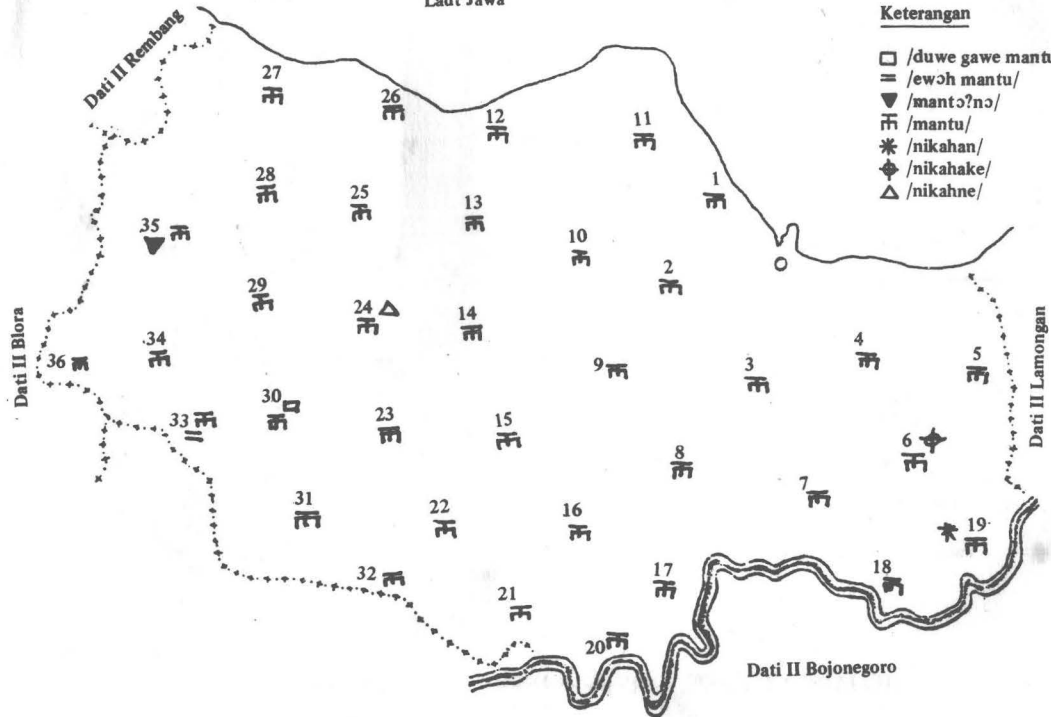 Laut Jawa
Keterangan
/duwe gawe mantu
/ewɔh mantu/
/mantɔ?nɔ/
/mantu/
/nikahan/
/nikahake/
/nikahne/
Dati II Rembang
27
26
12
11
1
28
25
13
10
2
35
29
24
14
9
3
4
5
36
34
Dati II Blora
Dati II Lamongan
33
30
23
15
8
6
7
31
22
16
19
32
21
17
18
20
Dati II Bojonegoro